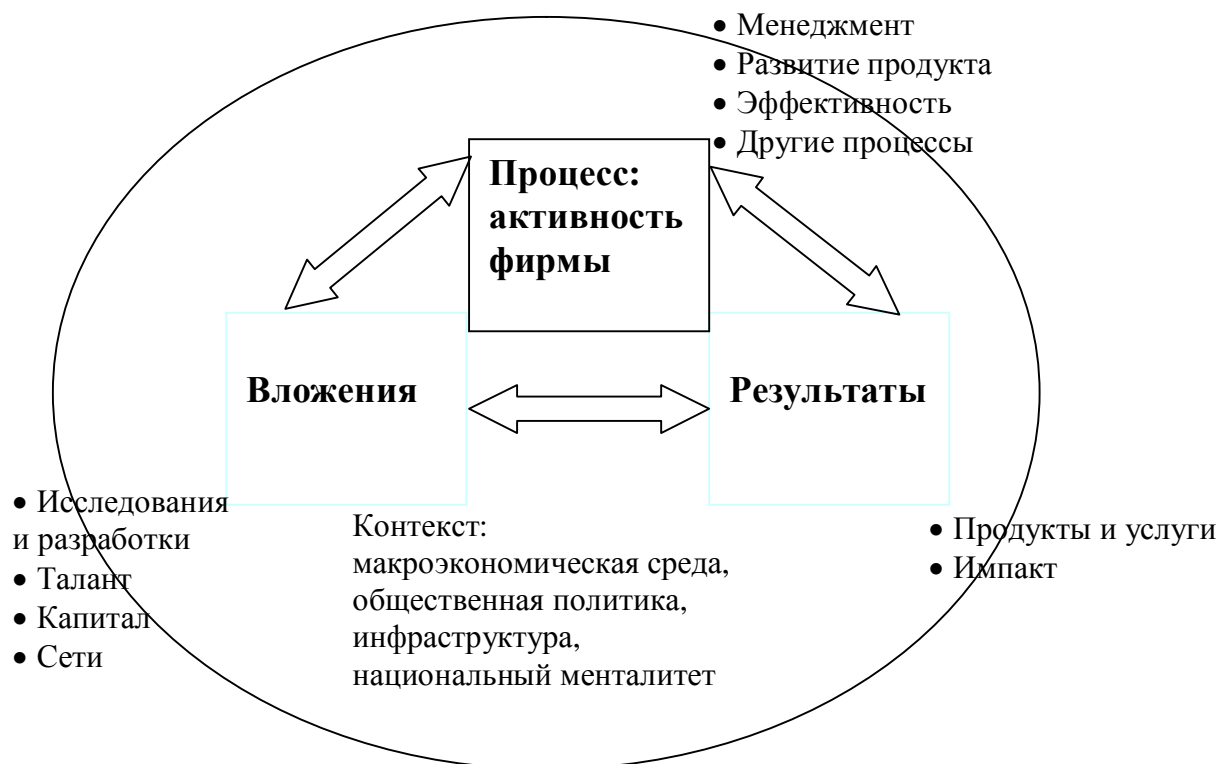 • Менеджмент
• Развитие продукта
• Эффективность
• Другие процессы
Процесс:
активность
фирмы
Вложения
Результаты
• Исследования
и разработки
• Талант
• Капитал
• Сети
Контекст:
макроэкономическая среда,
общественная политика,
инфраструктура,
национальный менталитет
• Продукты и услуги
• Импакт